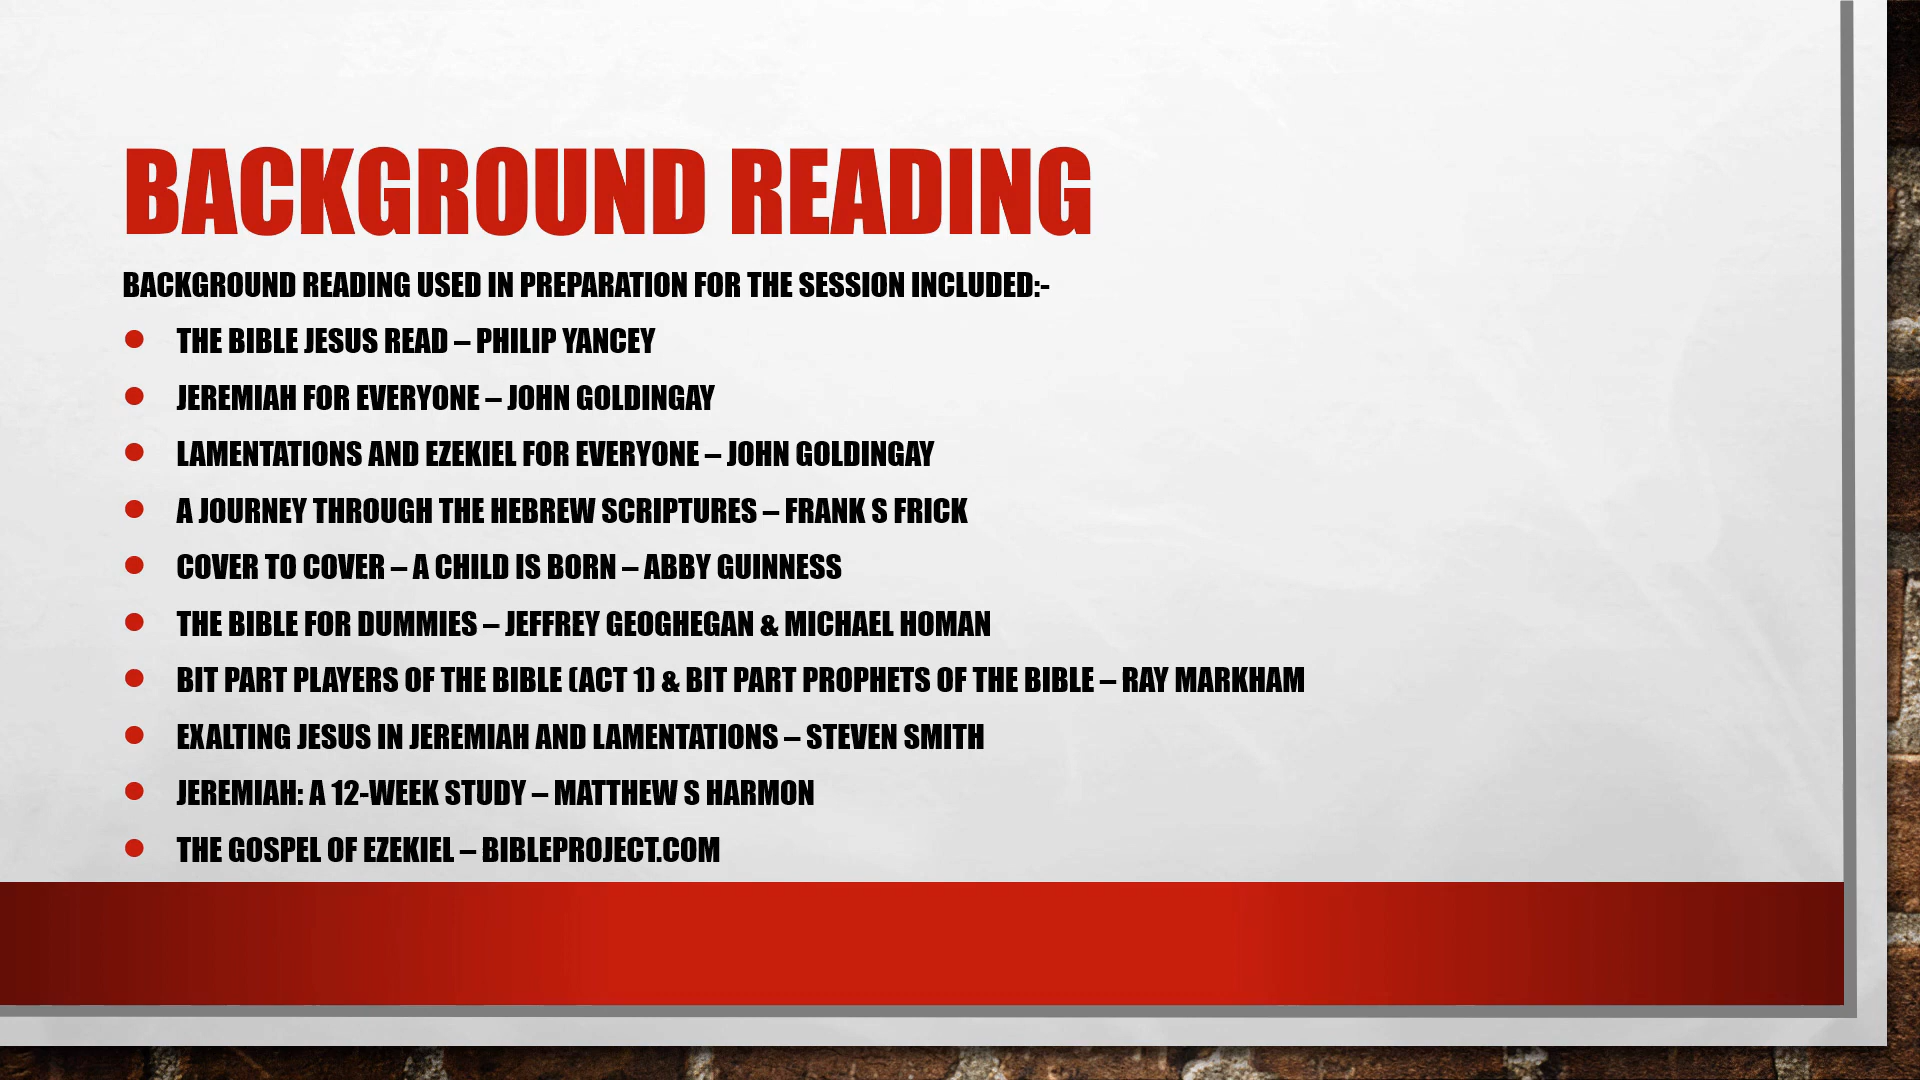 BACKGROUND READING
BACKGROUND READING USED IN PREPARATION FOR THE SESSION INCLUDED:-
● THE BIBLE JESUS READ – PHILIP YANCEY
● JEREMIAH FOR EVERYONE – JOHN GOLDINGAY
● LAMENTATIONS AND EZEKIEL FOR EVERYONE – JOHN GOLDINGAY
● A JOURNEY THROUGH THE HEBREW SCRIPTURES – FRANK S FRICK
● COVER TO COVER – A CHILD IS BORN – ABBY GUINNESS
● THE BIBLE FOR DUMMIES – JEFFREY GEOGHEGAN & MICHAEL HOMAN
● BIT PART PLAYERS OF THE BIBLE (ACT 1) & BIT PART PROPHETS OF THE BIBLE – RAY MARKHAM
● EXALTING JESUS IN JEREMIAH AND LAMENTATIONS – STEVEN SMITH
● JEREMIAH: A 12-WEEK STUDY – MATTHEW S HARMON
● THE GOSPEL OF EZEKIEL – BIBLEPROJECT.COM